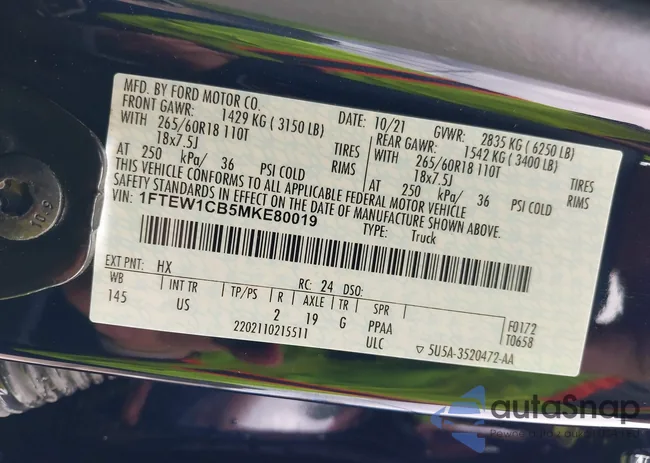 MFD. BY FORD MOTOR CO.
DATE: 10/21 GVWR: 2835 KG ( 6250 LB)
FRONT GAWR: 1429 KG ( 3150 LB) REAR GAWR: 1542 KG ( 3400 LB)
WITH 265/60R18 110T TIRES WITH 265/60R18 110T TIRES
18x7.5J RIMS 18x7.5J RIMS
AT 250 kPa/ 36 PSI COLD AT 250 kPa/ 36 PSI COLD
THIS VEHICLE CONFORMS TO ALL APPLICABLE FEDERAL MOTOR VEHICLE
SAFETY STANDARDS IN EFFECT ON THE DATE OF MANUFACTURE SHOWN ABOVE.
VIN: 1FTEW1CB5MKE80019
TYPE: Truck
EXT PNT: HX RC: 24 DSO:
WB INT TR TP/PS R AXLE TR SPR
145 US 2 19 G PPAA
F0172
2202110215511 ULC T0658
5U5A-3520472-AA
10.9
autoSnap